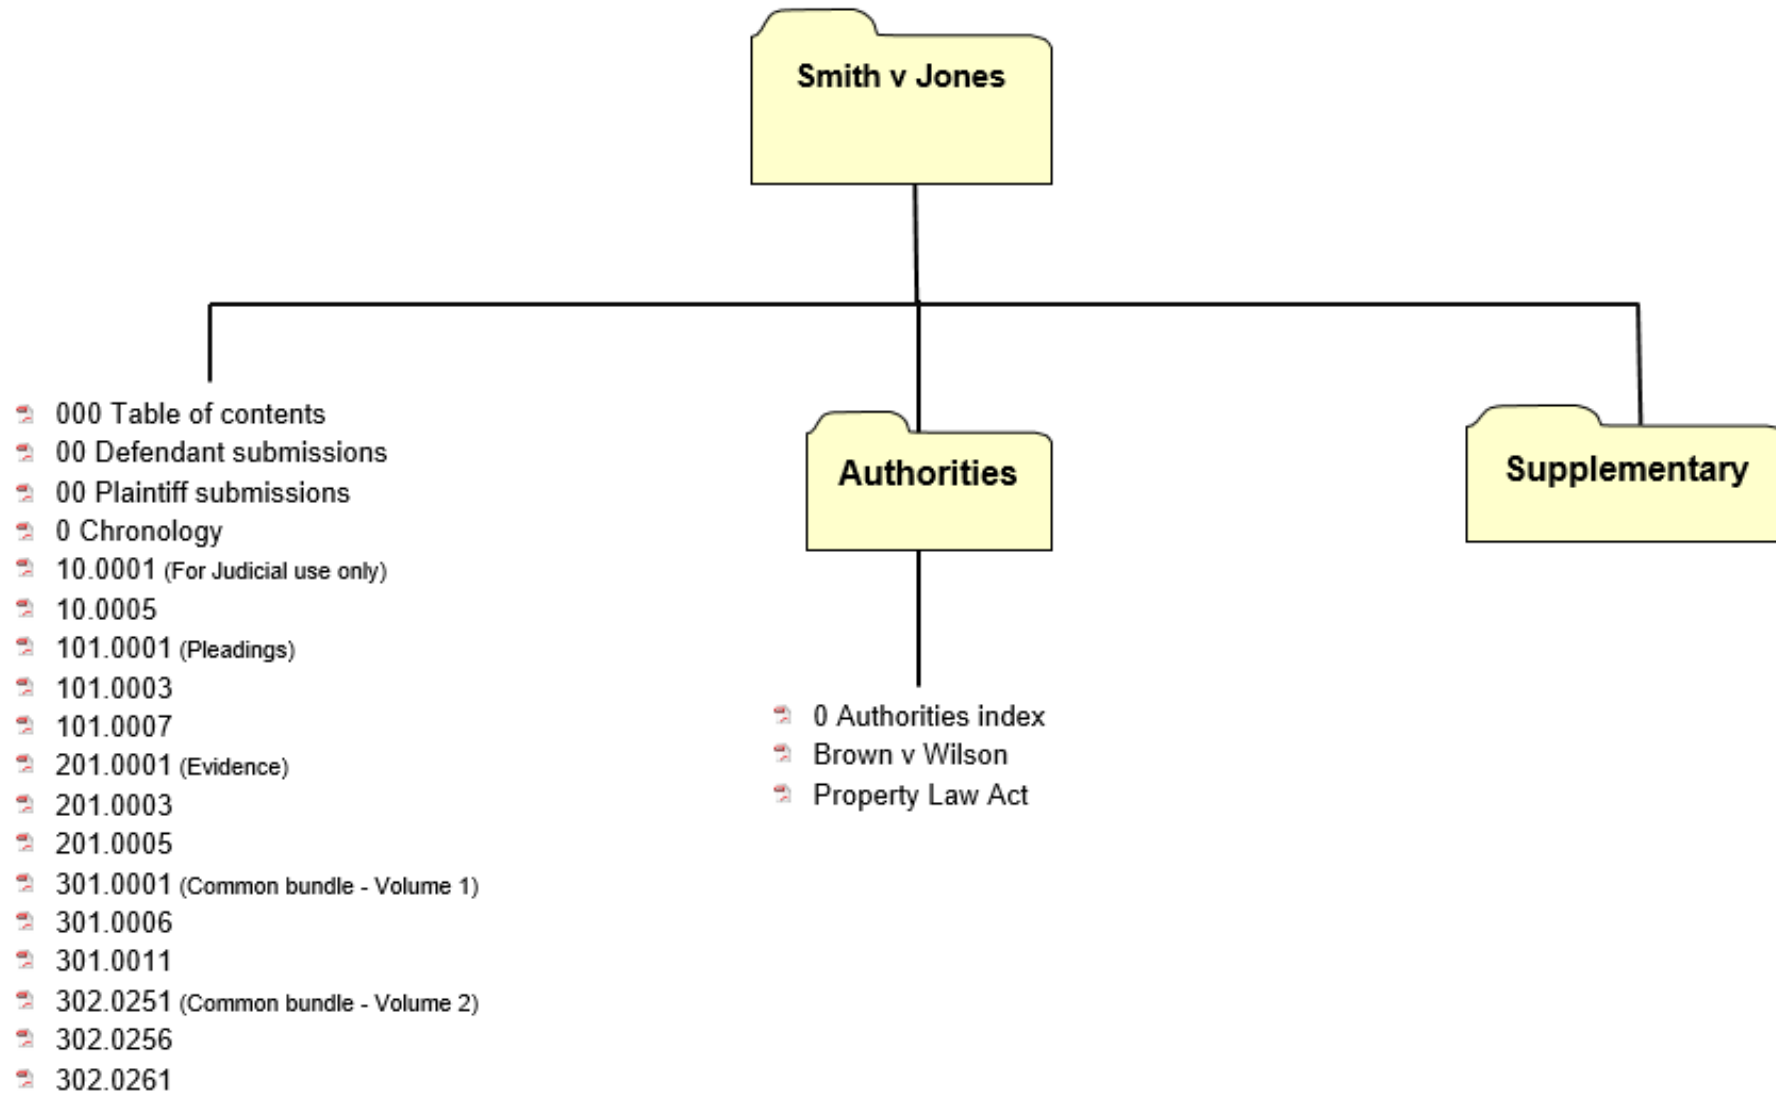 Smith v Jones
000 Table of contents
00 Defendant submissions
00 Plaintiff submissions
0 Chronology
10.0001 (For Judicial use only)
10.0005
101.0001 (Pleadings)
101.0003
101.0007
201.0001 (Evidence)
201.0003
201.0005
301.0001 (Common bundle - Volume 1)
301.0006
301.0011
302.0251 (Common bundle - Volume 2)
302.0256
302.0261
Authorities
0 Authorities index
Brown v Wilson
Property Law Act
Supplementary